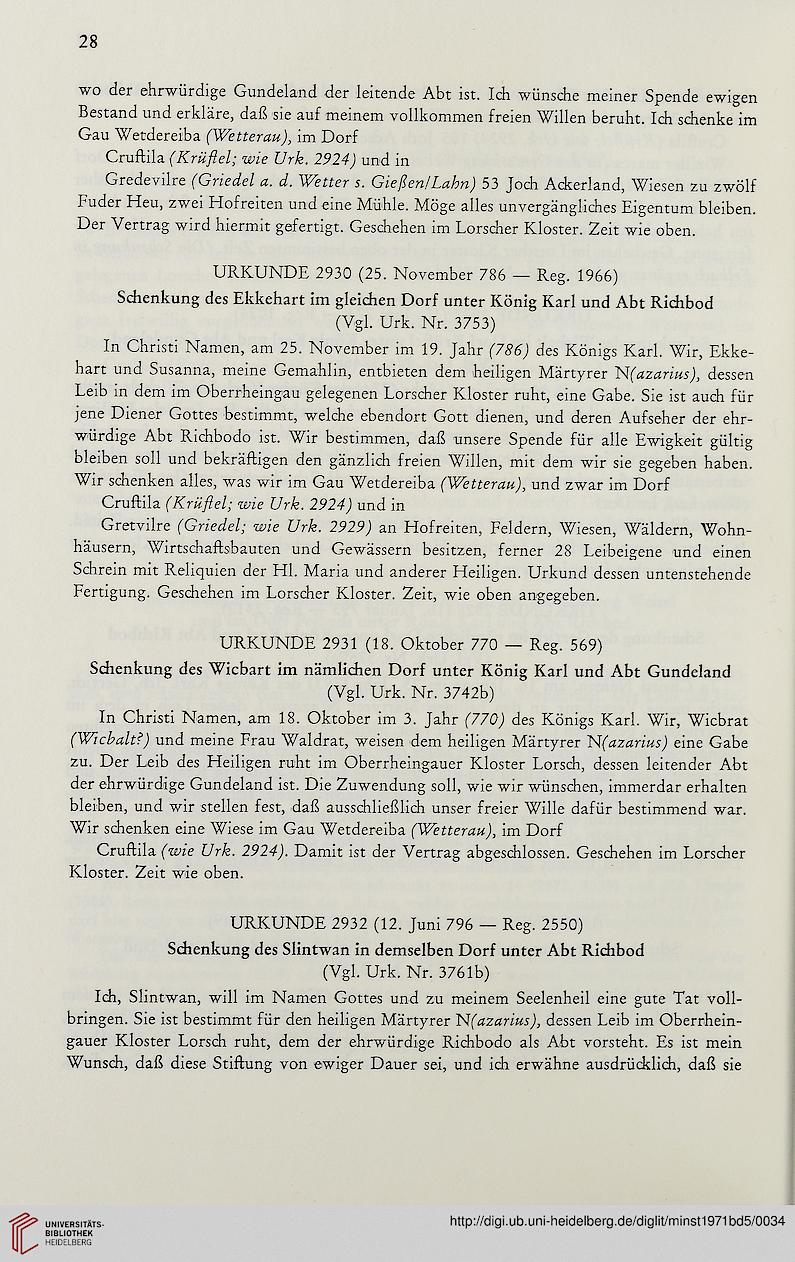 28
wo der ehrwürdige Gundeland der leitende Abt ist. Ich wünsche meiner Spende ewigen
Bestand und erkläre, daß sie auf meinem vollkommen freien Willen beruht. Ich schenke im
Gau Wetdereiba (Wetterau), im Dorf
Cruftila (Krüftel; wie Urk. 2924) und in
Gredevilre (Griedel a. d. Wetter s. Gießen/Lahn) 53 Joch Ackerland, Wiesen zu zwölf
Fuder Heu, zwei Hofreiten und eine Mühle. Möge alles unvergängliches Eigentum bleiben.
Der Vertrag wird hiermit gefertigt. Geschehen im Lorscher Kloster. Zeit wie oben.
URKUNDE 2930 (25. November 786 — Reg. 1966)
Schenkung des Ekkehart im gleichen Dorf unter König Karl und Abt Richbod
(Vgl. Urk. Nr. 3753)
In Christi Namen, am 25. November im 19. Jahr (786) des Königs Karl. Wir, Ekke-
hart und Susanna, meine Gemahlin, entbieten dem heiligen Märtyrer N(azarius), dessen
Leib in dem im Oberrheingau gelegenen Lorscher Kloster ruht, eine Gabe. Sie ist auch für
jene Diener Gottes bestimmt, welche ebendort Gott dienen, und deren Aufseher der ehr-
würdige Abt Richbodo ist. Wir bestimmen, daß unsere Spende für alle Ewigkeit gültig
bleiben soll und bekräftigen den gänzlich freien Willen, mit dem wir sie gegeben haben.
Wir schenken alles, was wir im Gau Wetdereiba (Wetterau), und zwar im Dorf
Cruftila (Krüftel; wie Urk. 2924) und in
Gretvilre (Griedel; wie Urk. 2929) an Hofreiten, Feldern, Wiesen, Wäldern, Wohn-
häusern, Wirtschaftsbauten und Gewässern besitzen, ferner 28 Leibeigene und einen
Schrein mit Reliquien der Hl. Maria und anderer Heiligen. Urkund dessen untenstehende
Fertigung. Geschehen im Lorscher Kloster. Zeit, wie oben angegeben.
URKUNDE 2931 (18. Oktober 770 — Reg. 569)
Schenkung des Wicbart im nämlichen Dorf unter König Karl und Abt Gundeland
(Vgl. Urk. Nr. 3742b)
In Christi Namen, am 18. Oktober im 3. Jahr (770) des Königs Karl. Wir, Wicbrat
(Wicbalt?) und meine Frau Waldrat, weisen dem heiligen Märtyrer N(azarius) eine Gabe
zu. Der Leib des Heiligen ruht im Oberrheingauer Kloster Lorsch, dessen leitender Abt
der ehrwürdige Gundeland ist. Die Zuwendung soll, wie wir wünschen, immerdar erhalten
bleiben, und wir stellen fest, daß ausschließlich unser freier Wille dafür bestimmend war.
Wir schenken eine Wiese im Gau Wetdereiba (Wetterau), im Dorf
Cruftila (wie Urk. 2924). Damit ist der Vertrag abgeschlossen. Geschehen im Lorscher
Kloster. Zeit wie oben.
URKUNDE 2932 (12. Juni 796 — Reg. 2550)
Schenkung des Slintwan in demselben Dorf unter Abt Richbod
(Vgl. Urk. Nr. 3761b)
Ich, Slintwan, will im Namen Gottes und zu meinem Seelenheil eine gute Tat voll-
bringen. Sie ist bestimmt für den heiligen Märtyrer N(azarius), dessen Leib im Oberrhein-
gauer Kloster Lorsch ruht, dem der ehrwürdige Richbodo als Abt vorsteht. Es ist mein
Wunsch, daß diese Stiftung von ewiger Dauer sei, und ich erwähne ausdrücklich, daß sie
UNIVERSITÄTS-
BIBLIOTHEK
HEIDELBERG
http://digi.ub.uni-heidelberg.de/diglit/minst1971bd5/0034